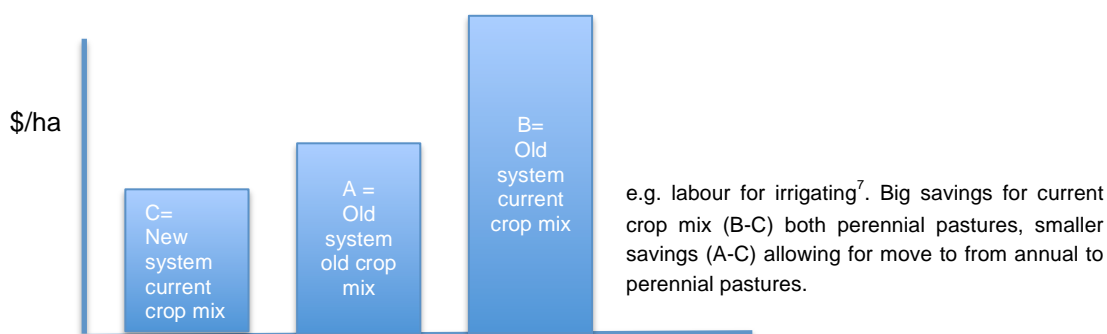 $/ha
C=
New
system
current
crop mix
A =
Old
system
old crop
mix
B=
Old
system
current
crop mix
e.g. labour for irrigating7. Big savings for current
crop mix (B-C) both perennial pastures, smaller
savings (A-C) allowing for move to from annual to
perennial pastures.